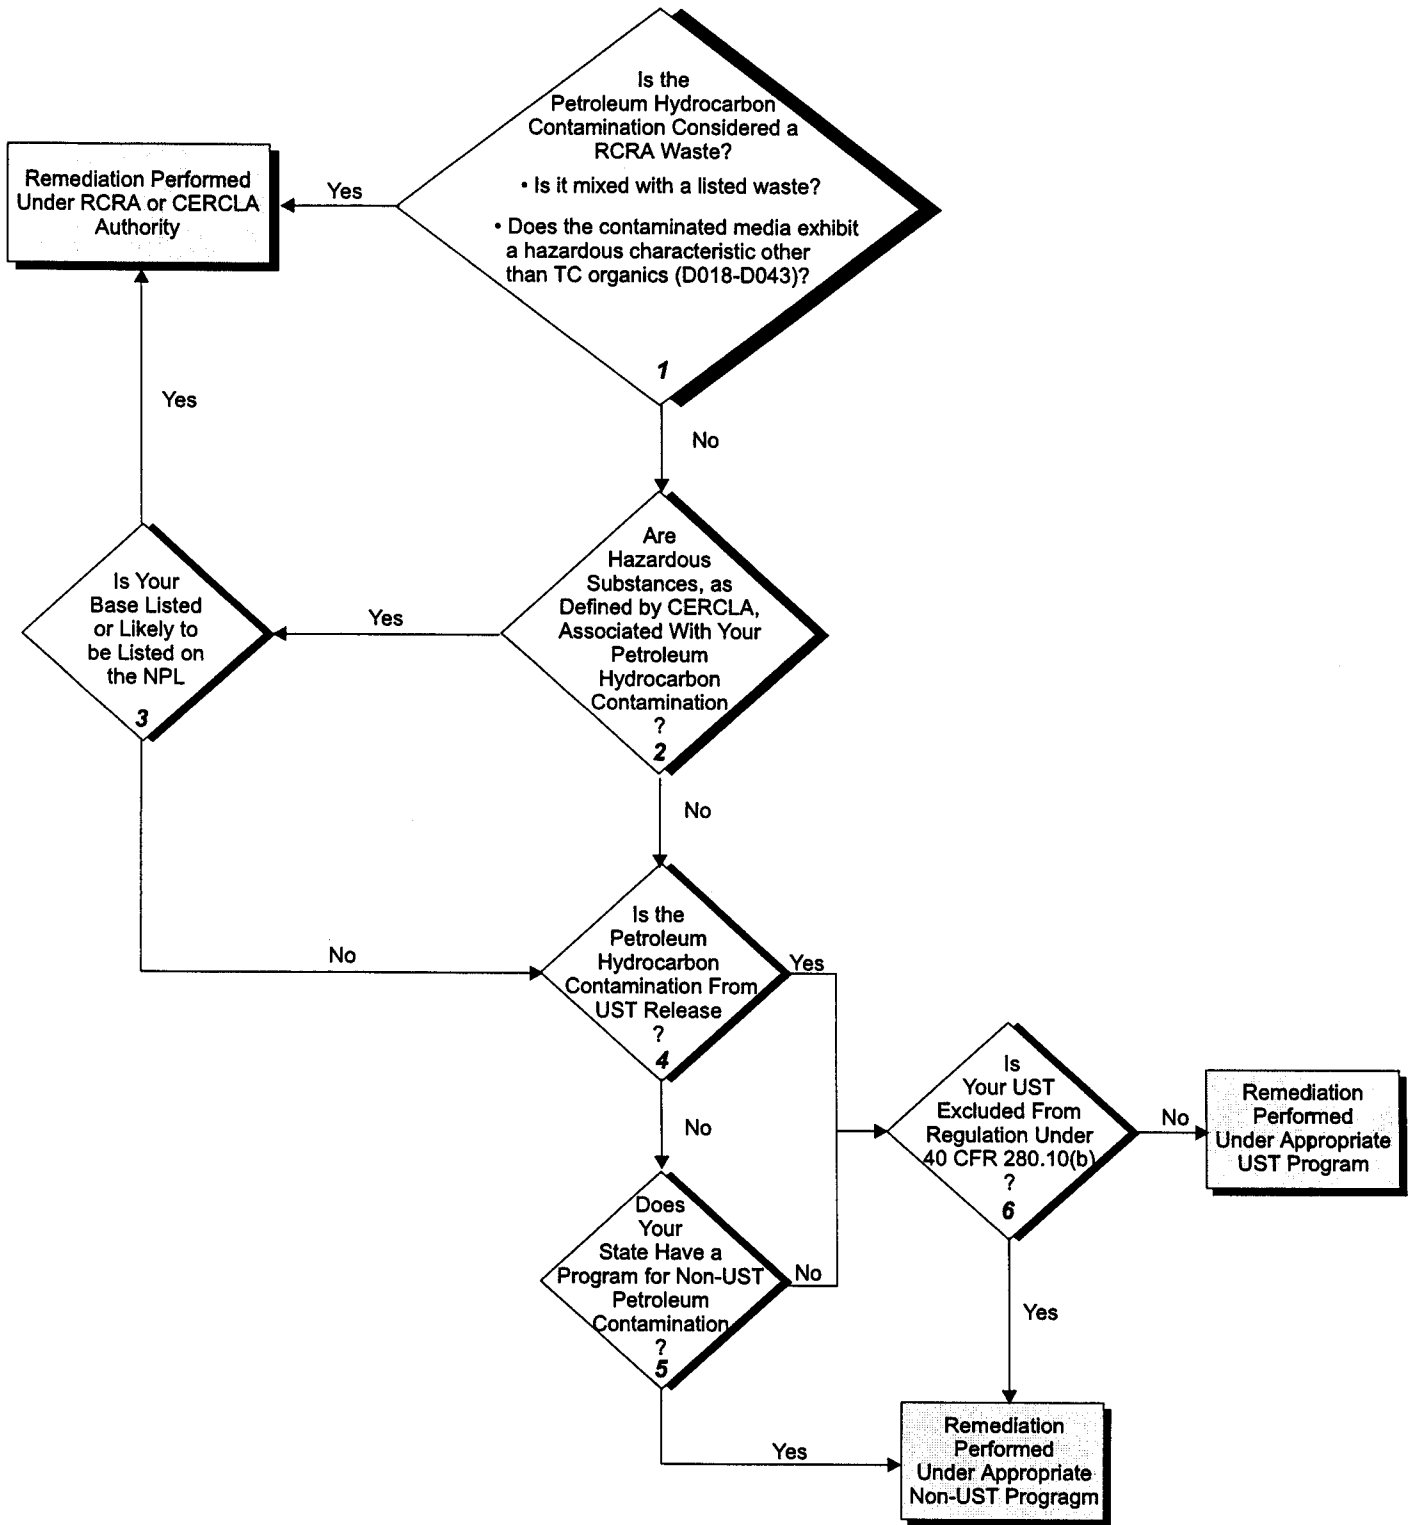 Is the
Petroleum Hydrocarbon
Contamination Considered a
RCRA Waste?
• Is it mixed with a listed waste?
• Does the contaminated media exhibit
a hazardous characteristic other
than TC organics (D018-D043)?
1
Yes
Remediation Performed
Under RCRA or CERCLA
Authority
No
Yes
Are
Hazardous
Substances, as
Defined by CERCLA,
Associated With Your
Petroleum
Hydrocarbon
Contamination
?
2
Yes
Is Your
Base Listed
or Likely to
be Listed on
the NPL
3
No
No
Is the
Petroleum
Hydrocarbon
Contamination From
UST Release
?
4
Yes
No
Is
Your UST
Excluded From
Regulation Under
40 CFR 280.10(b)
?
6
No
Remediation
Performed
Under Appropriate
UST Program
Does
Your
State Have a
Program for Non-UST
Petroleum
Contamination
?
5
No
Yes
Yes
Remediation
Performed
Under Appropriate
Non-UST Progragm